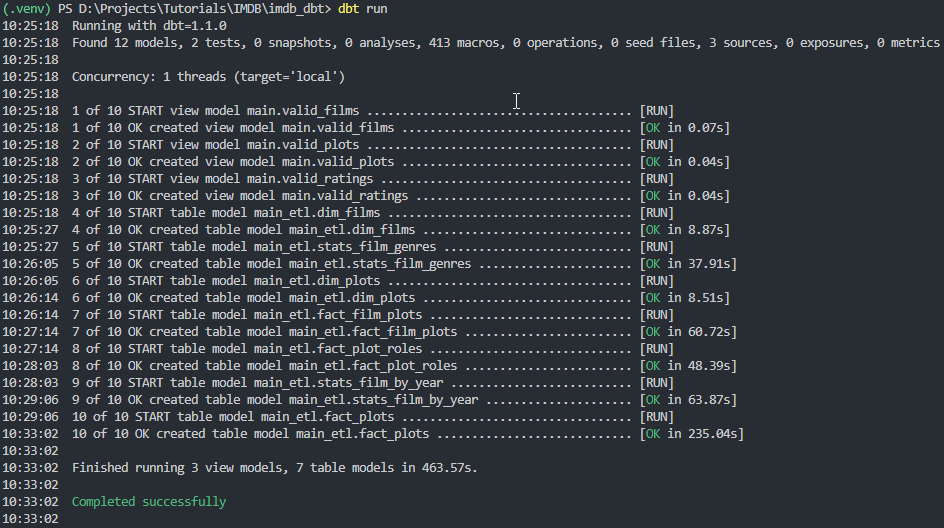 (.venv) PS D:\Projects\Tutorials\IMDB\imdb_dbt> dbt run
10:25:18  Running with dbt=1.1.0
10:25:18  Found 12 models, 2 tests, 0 snapshots, 0 analyses, 413 macros, 0 operations, 0 seed files, 3 sources, 0 exposures, 0 metrics
10:25:18
10:25:18  Concurrency: 1 threads (target='local')
10:25:18
10:25:18  1 of 10 START view model main.valid_films ...................................... [RUN]
10:25:18  1 of 10 OK created view model main.valid_films ................................. [OK in 0.07s]
10:25:18  2 of 10 START view model main.valid_plots ...................................... [RUN]
10:25:18  2 of 10 OK created view model main.valid_plots ................................. [OK in 0.04s]
10:25:18  3 of 10 START view model main.valid_ratings .................................... [RUN]
10:25:18  3 of 10 OK created view model main.valid_ratings ............................... [OK in 0.04s]
10:25:18  4 of 10 START table model main_etl.dim_films ................................... [RUN]
10:25:27  4 of 10 OK created table model main_etl.dim_films .............................. [OK in 8.87s]
10:25:27  5 of 10 START table model main_etl.stats_film_genres ........................... [RUN]
10:26:05  5 of 10 OK created table model main_etl.stats_film_genres ...................... [OK in 37.91s]
10:26:05  6 of 10 START table model main_etl.dim_plots ................................... [RUN]
10:26:14  6 of 10 OK created table model main_etl.dim_plots .............................. [OK in 8.51s]
10:26:14  7 of 10 START table model main_etl.fact_film_plots ............................. [RUN]
10:27:14  7 of 10 OK created table model main_etl.fact_film_plots ........................ [OK in 60.72s]
10:27:14  8 of 10 START table model main_etl.fact_plot_roles ............................. [RUN]
10:28:03  8 of 10 OK created table model main_etl.fact_plot_roles ........................ [OK in 48.39s]
10:28:03  9 of 10 START table model main_etl.stats_film_by_year .......................... [RUN]
10:29:06  9 of 10 OK created table model main_etl.stats_film_by_year ..................... [OK in 63.87s]
10:29:06  10 of 10 START table model main_etl.fact_plots ................................. [RUN]
10:33:02  10 of 10 OK created table model main_etl.fact_plots ............................ [OK in 235.04s]
10:33:02
10:33:02  Finished running 3 view models, 7 table models in 463.57s.
10:33:02
10:33:02  Completed successfully
10:33:02